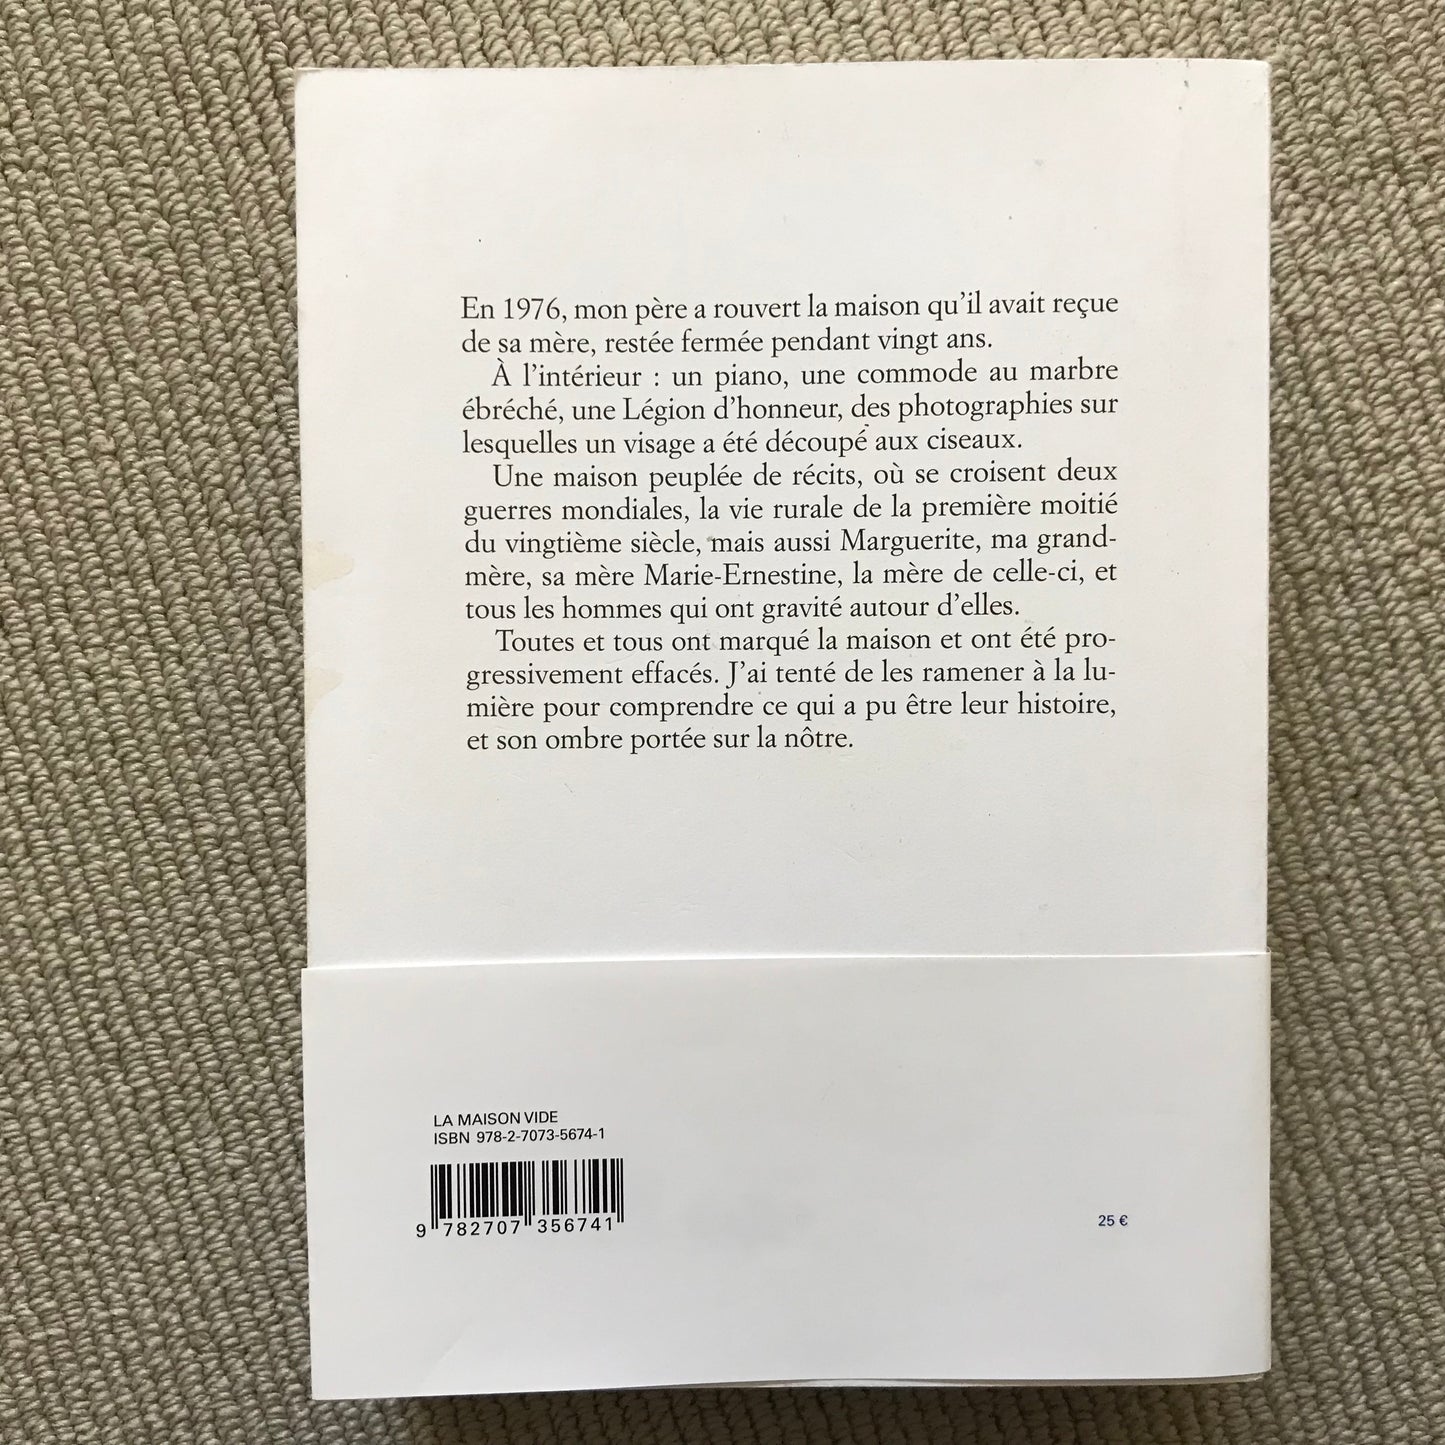 En 1976, mon père a rouvert la maison qu’il avait reçue
de sa mère, restée fermée pendant vingt ans.
À l’intérieur : un piano, une commode au marbre
ébréché, une Légion d’honneur, des photographies sur
lesquelles un visage a été découpé aux ciseaux.
Une maison peuplée de récits, où se croisent deux
guerres mondiales, la vie rurale de la première moitié
du vingtième siècle, mais aussi Marguerite, ma grand-
mère, sa mère Marie-Ernestine, la mère de celle-ci, et
tous les hommes qui ont gravité autour d’elles.
Toutes et tous ont marqué la maison et ont été pro-
gressivement effacés. J’ai tenté de les ramener à la lu-
mière pour comprendre ce qui a pu être leur histoire,
et son ombre portée sur la nôtre.
LA MAISON VIDE
ISBN 978-2-7073-5674-1
9 782707 356741
25 €